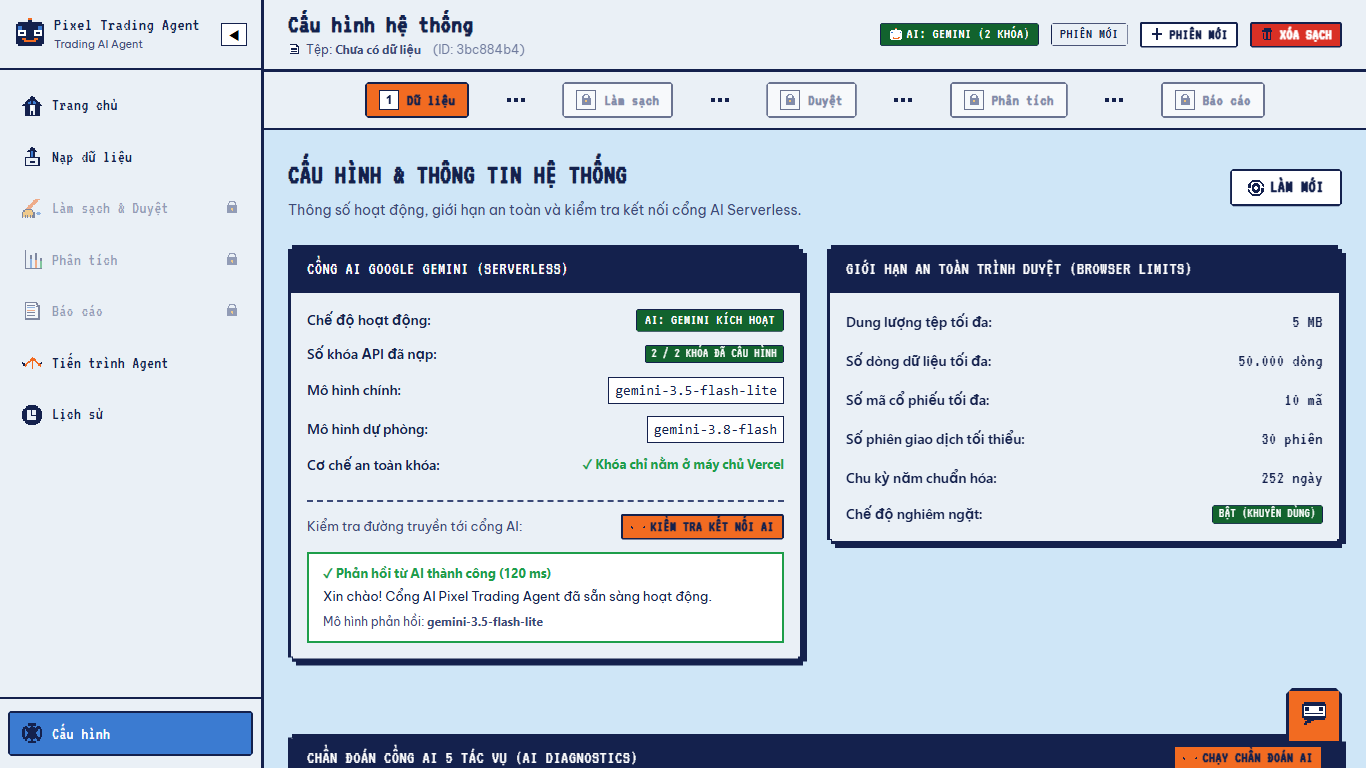 Pixel Trading Agent
Trading AI Agent
Trang chủ
Nạp dữ liệu
Làm sạch & Duyệt
Phân tích
Báo cáo
Tiến trình Agent
Lịch sử
Cấu hình
Cấu hình hệ thống
Tệp: Chưa có dữ liệu (ID: 3bc884b4)
AI: GEMINI (2 KHÓA)
PHIÊN MỚI
PHIÊN MỚI
XÓA SẠCH
1 Dữ liệu
Làm sạch
Duyệt
Phân tích
Báo cáo
CẤU HÌNH & THÔNG TIN HỆ THỐNG
Thông số hoạt động, giới hạn an toàn và kiểm tra kết nối cổng AI Serverless.
LÀM MỚI
CỔNG AI GOOGLE GEMINI (SERVERLESS)
Chế độ hoạt động: AI: GEMINI KÍCH HOẠT
Số khóa API đã nạp: 2 / 2 KHÓA ĐÃ CẤU HÌNH
Mô hình chính: gemini-3.5-flash-lite
Mô hình dự phòng: gemini-3.8-flash
Cơ chế an toàn khóa: ✓ Khóa chỉ nằm ở máy chủ Vercel
Kiểm tra đường truyền tới cổng AI: KIỂM TRA KẾT NỐI AI
✓ Phản hồi từ AI thành công (120 ms)
Xin chào! Cổng AI Pixel Trading Agent đã sẵn sàng hoạt động.
Mô hình phản hồi: gemini-3.5-flash-lite
GIỚI HẠN AN TOÀN TRÌNH DUYỆT (BROWSER LIMITS)
Dung lượng tệp tối đa: 5 MB
Số dòng dữ liệu tối đa: 50.000 dòng
Số mã cổ phiếu tối đa: 10 mã
Số phiên giao dịch tối thiểu: 30 phiên
Chu kỳ năm chuẩn hóa: 252 ngày
Chế độ nghiêm ngặt: BẬT (KHUYÊN DÙNG)
CHẨN ĐOÁN CỔNG AI 5 TÁC VỤ (AI DIAGNOSTICS)
CHẠY CHẨN ĐOÁN AI